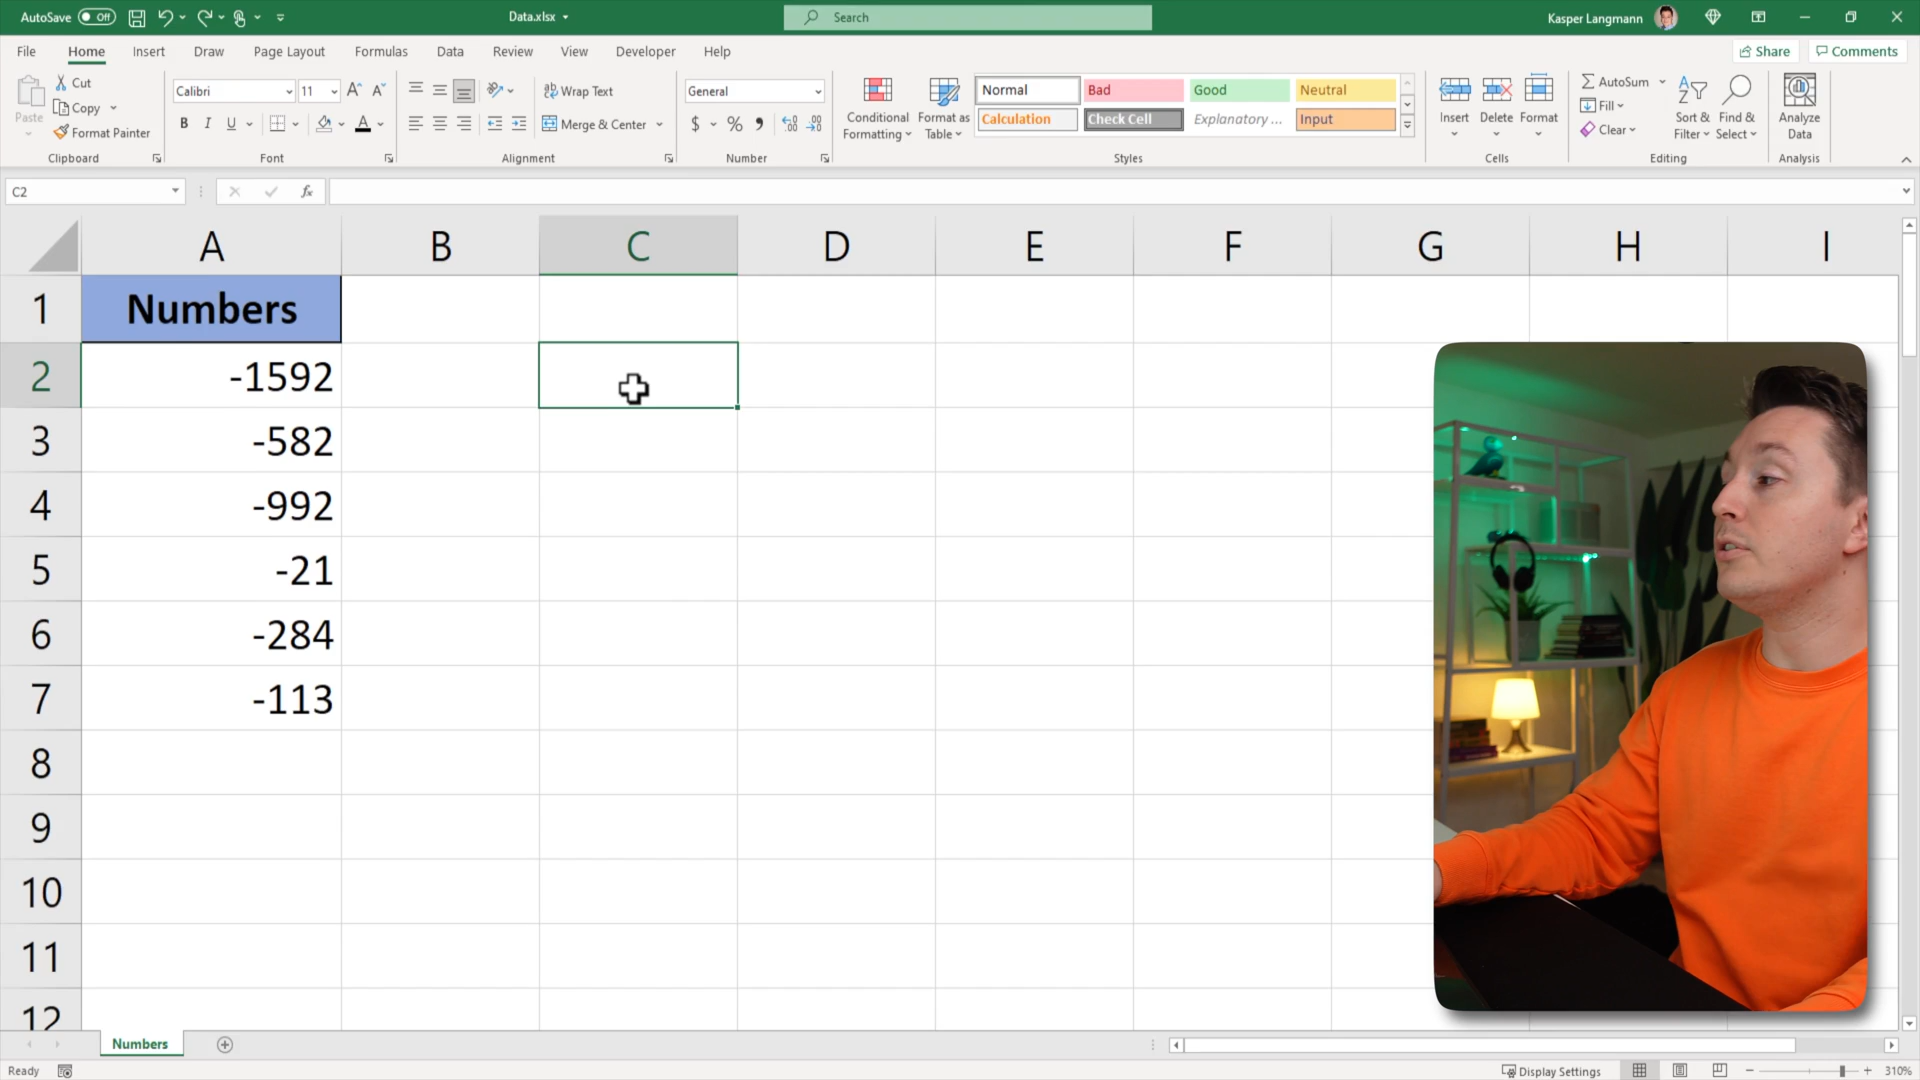 AutoSave Off Data.xlsx Search Kasper Langmann
File Home Insert Draw Page Layout Formulas Data Review View Developer Help Share Comments
Paste Cut Copy Format Painter
Calibri 11
B I U A
Wrap Text
Merge & Center
General
$ % ,
Conditional Formatting
Format as Table
Normal Bad Good Neutral
Calculation Check Cell Explanatory ... Input
Insert Delete Format
AutoSum
Fill
Clear
Sort & Filter
Find & Select
Analyze Data
Clipboard Font Alignment Number Styles Cells Editing Analysis
C2 fx
A B C D E F G H I
1 Numbers
2 -1592
3 -582
4 -992
5 -21
6 -284
7 -113
8
9
10
11
12
Numbers
Ready Display Settings 310%